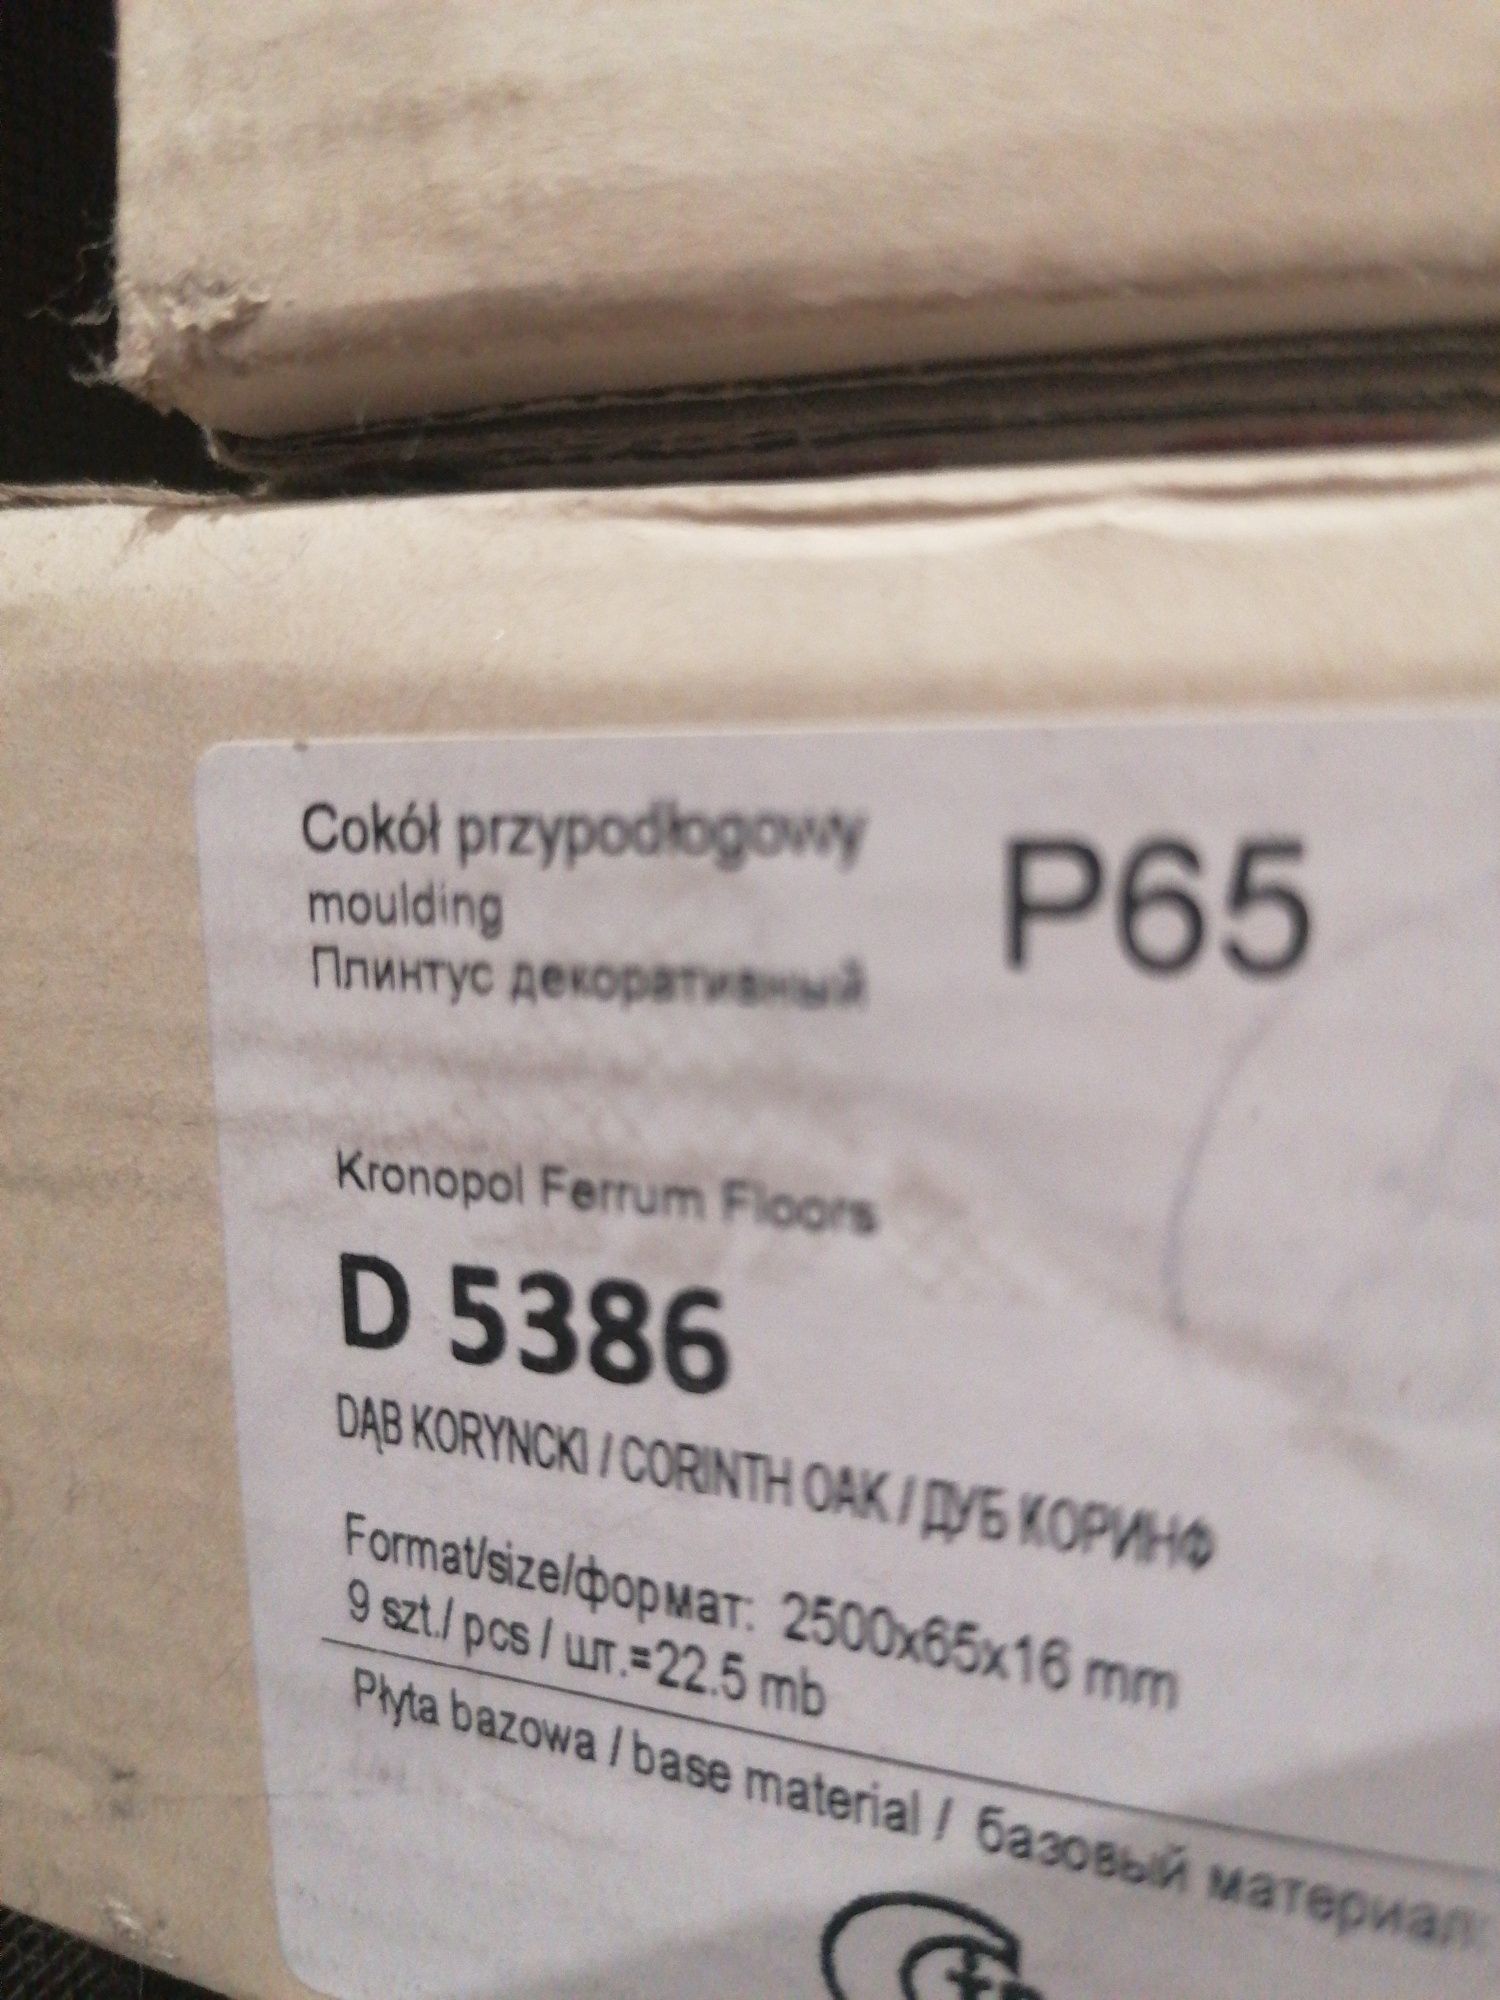 Cokół przypodłogowy
moulding
Плинтус декоративный
P65
Kronopol Ferrum Floors
D 5386
DĄB KORYNCKI / CORINTH OAK / ДУБ КОРИНФ
Format/size/формат: 2500x65x16 mm
9 szt./ pcs / шт.=22.5 mb
Płyta bazowa / base material / базовый материал: